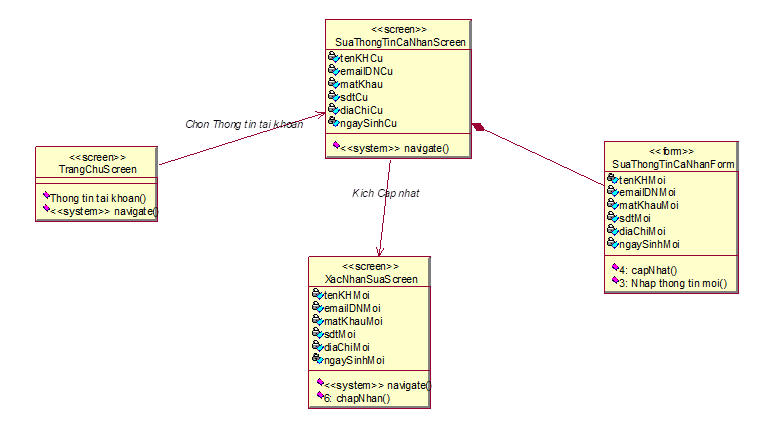 <<screen>>
SuaThongTinCaNhanScreen
tenKHCu
emailDNCu
matKhau
sdtCu
diaChiCu
ngaySinhCu
<<system>> navigate()
Chon Thong tin tai khoan
<<screen>>
TrangChuScreen
Thong tin tai khoan()
<<system>> navigate()
<<form>>
SuaThongTinCaNhanForm
tenKHMoi
emailDNMoi
matKhauMoi
sdtMoi
diaChiMoi
ngaySinhMoi
4: capNhat()
3: Nhap thong tin moi()
Kich Cap nhat
<<screen>>
XacNhanSuaScreen
tenKHMoi
emailDNMoi
matKhauMoi
sdtMoi
diaChiMoi
ngaySinhMoi
<<system>> navigate()
6: chapNhan()